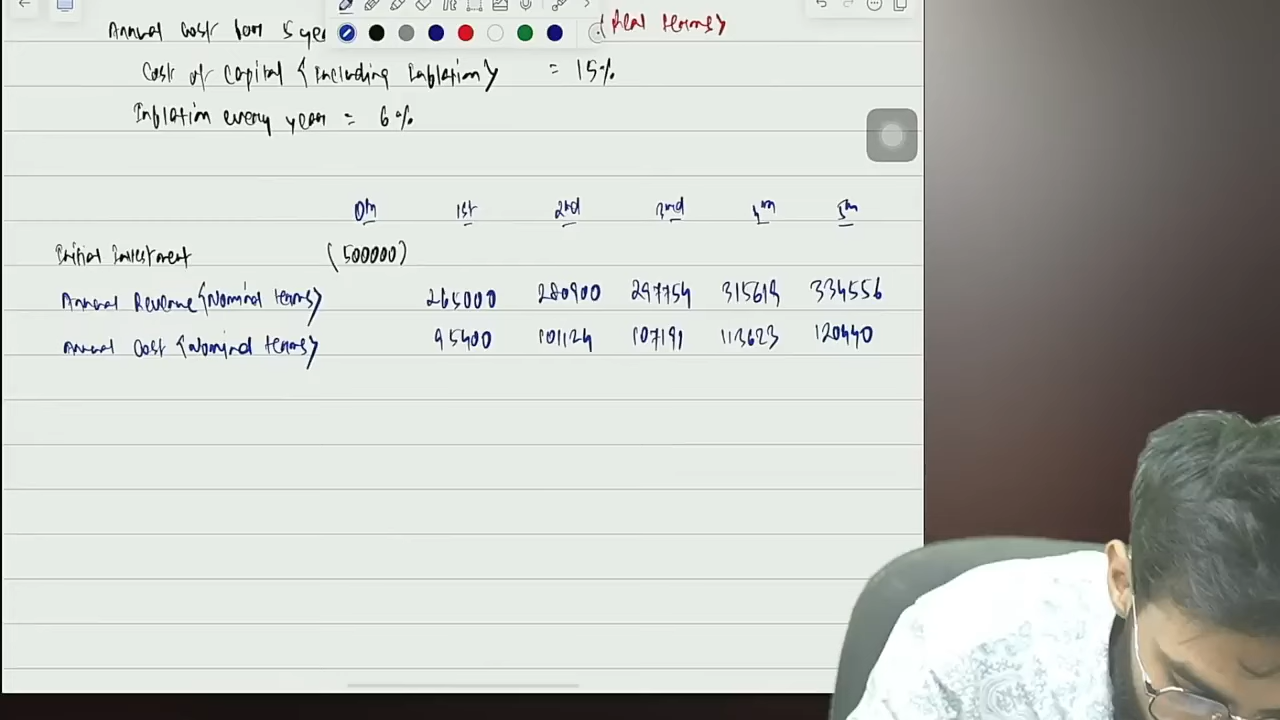 Annual Cost for 5 year (Real terms}
Cost of Capital {Including Inflation} = 15%
Inflation every year = 6%
0th 1st 2nd 3rd 4th 5th
Initial Investment (500000)
Annual Revenue {Nominal terms} 265000 280900 297754 315619 334556
Annual Cost {Nominal terms} 95400 101124 107191 113623 120440